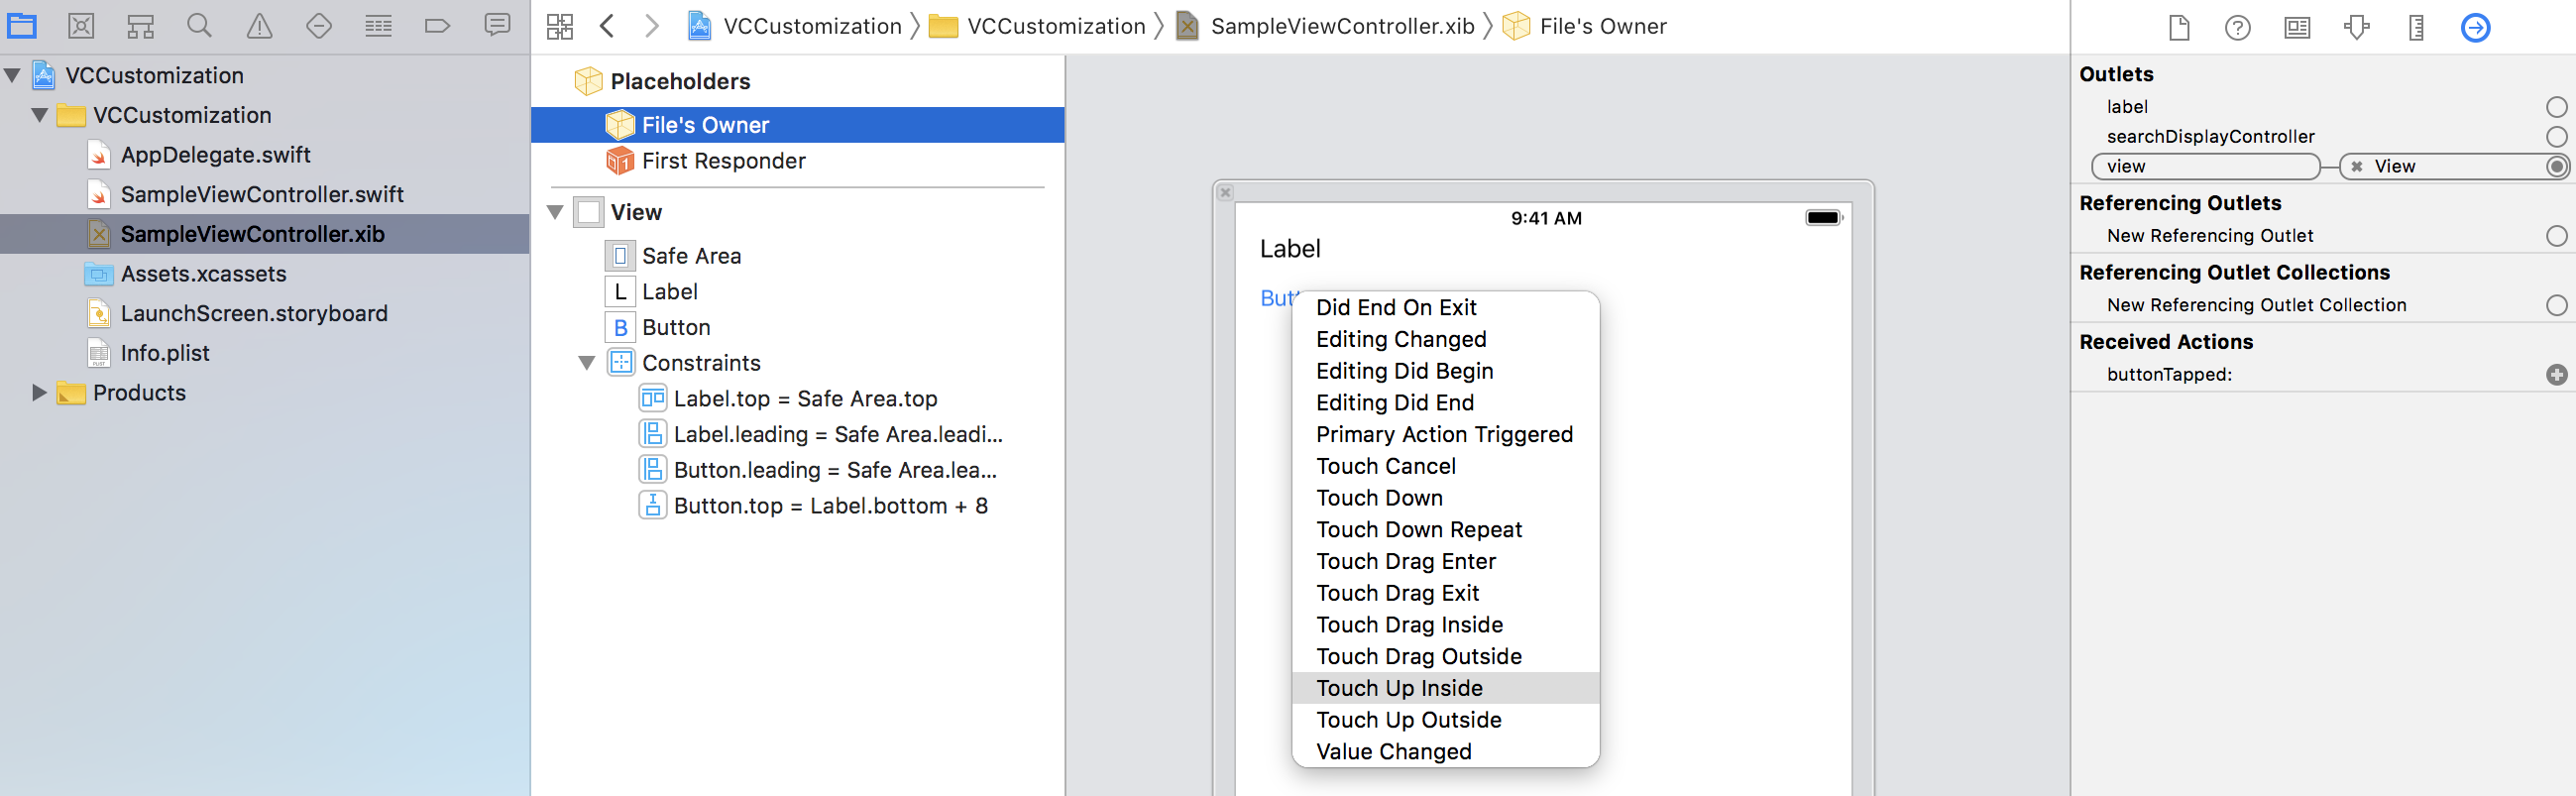 VCCustomization
VCCustomization
AppDelegate.swift
SampleViewController.swift
SampleViewController.xib
Assets.xcassets
LaunchScreen.storyboard
Info.plist
Products
VCCustomization
VCCustomization
SampleViewController.xib
File's Owner
Placeholders
File's Owner
First Responder
View
Safe Area
L Label
B Button
Constraints
Label.top = Safe Area.top
Label.leading = Safe Area.leadi...
Button.leading = Safe Area.lea...
Button.top = Label.bottom + 8
9:41 AM
Label
But
Did End On Exit
Editing Changed
Editing Did Begin
Editing Did End
Primary Action Triggered
Touch Cancel
Touch Down
Touch Down Repeat
Touch Drag Enter
Touch Drag Exit
Touch Drag Inside
Touch Drag Outside
Touch Up Inside
Touch Up Outside
Value Changed
Outlets
label
searchDisplayController
view
View
Referencing Outlets
New Referencing Outlet
Referencing Outlet Collections
New Referencing Outlet Collection
Received Actions
buttonTapped: